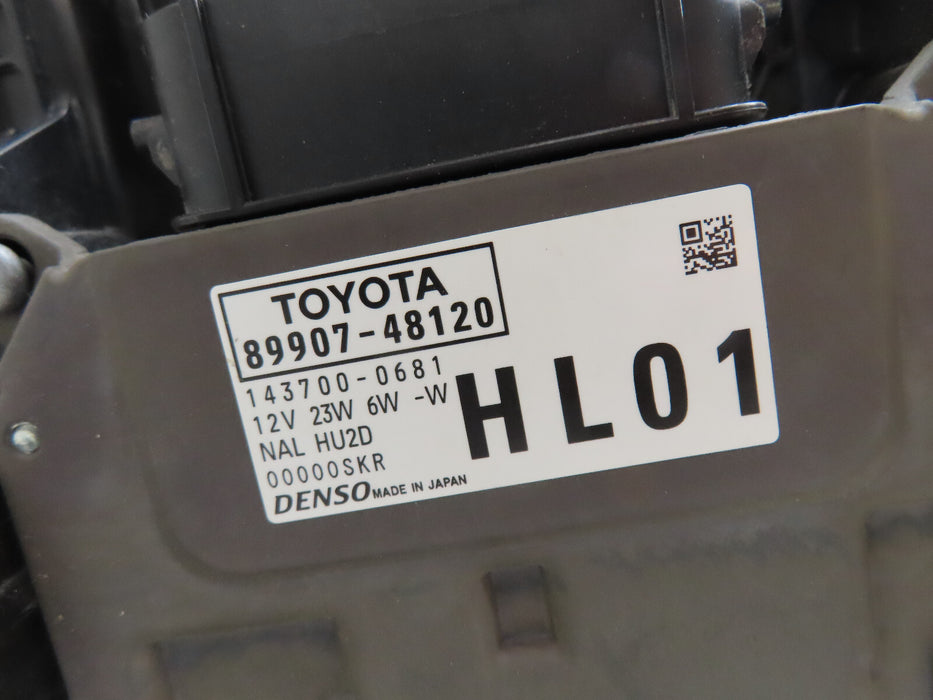 TOYOTA
89907-48120
143700-0681
12V 23W 6W -W
NAL HU2D
00000SKR
DENSO MADE IN JAPAN
HL01